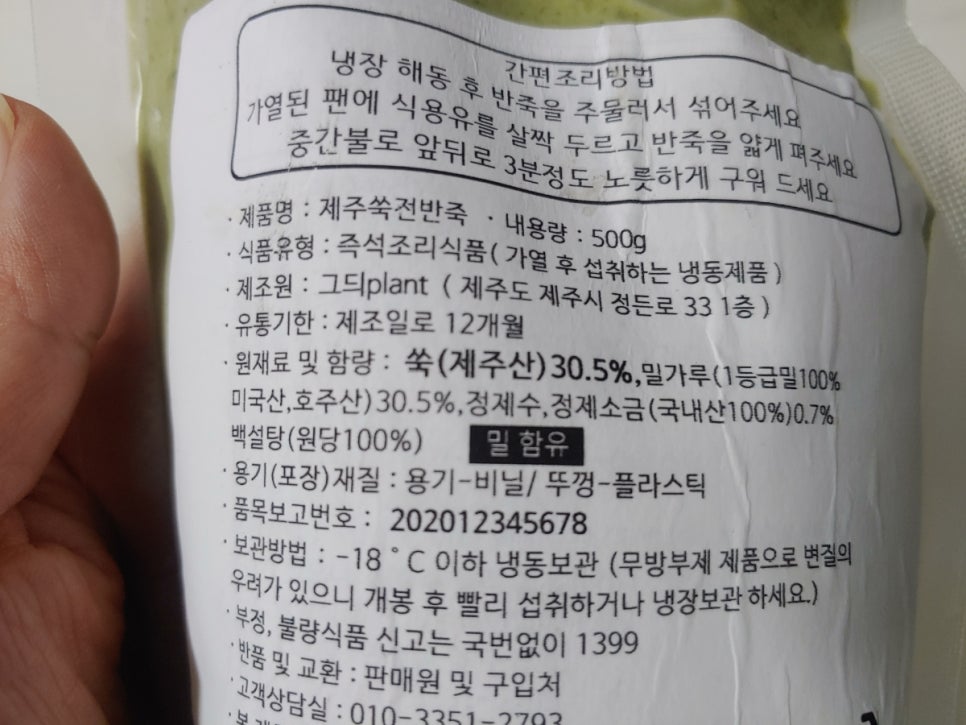 간편조리방법
냉장 해동 후 반죽을 주물러서 섞어주세요
가열된 팬에 식용유를 살짝 두르고 반죽을 얇게 펴주세요
중간불로 앞뒤로 3분정도 노릇하게 구워 드세요
· 제품명 : 제주쑥전반죽 · 내용량 : 500g
· 식품유형 : 즉석조리식품( 가열 후 섭취하는 냉동제품 )
· 제조원 : 그듸plant ( 제주도 제주시 정든로 33 1층 )
· 유통기한 : 제조일로 12개월
· 원재료 및 함량 : 쑥(제주산)30.5%,밀가루(1등급밀100%
미국산,호주산)30.5%,정제수,정제소금(국내산100%)0.7%
백설탕(원당100%) 밀 함유
· 용기(포장)재질 : 용기-비닐/ 뚜껑-플라스틱
· 품목보고번호 : 202012345678
· 보관방법 : -18 ˚ C 이하 냉동보관 (무방부제 제품으로 변질의
우려가 있으니 개봉 후 빨리 섭취하거나 냉장보관 하세요.)
· 부정, 불량식품 신고는 국번없이 1399
· 반품 및 교환 : 판매원 및 구입처
· 고객상담실 : 010-3351-2793